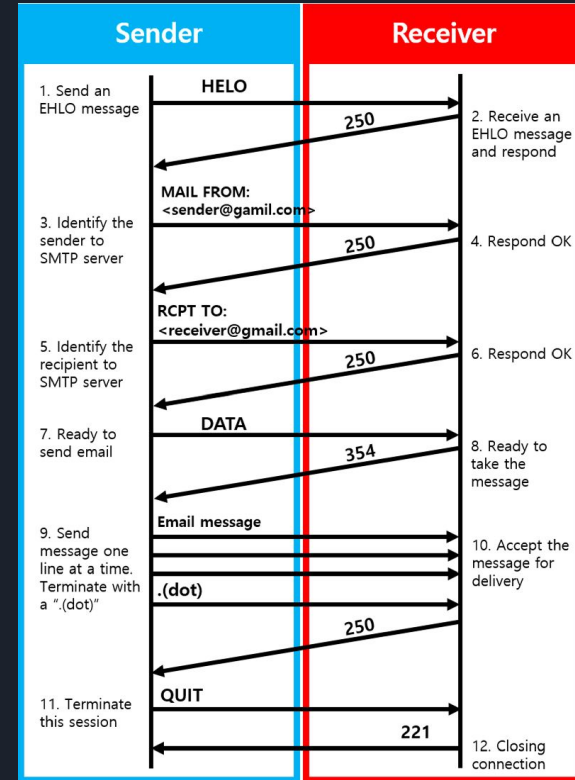 Sender
Receiver
1. Send an
EHLO message
HELO
250
2. Receive an
EHLO message
and respond
MAIL FROM:
<sender@gamil.com>
3. Identify the
sender to
SMTP server
250
4. Respond OK
RCPT TO:
<receiver@gmail.com>
5. Identify the
recipient to
SMTP server
250
6. Respond OK
7. Ready to
send email
DATA
354
8. Ready to
take the
message
9. Send
message one
line at a time.
Terminate with
a ".(dot)"
Email message
.(dot)
10. Accept the
message for
delivery
250
11. Terminate
this session
QUIT
221
12. Closing
connection